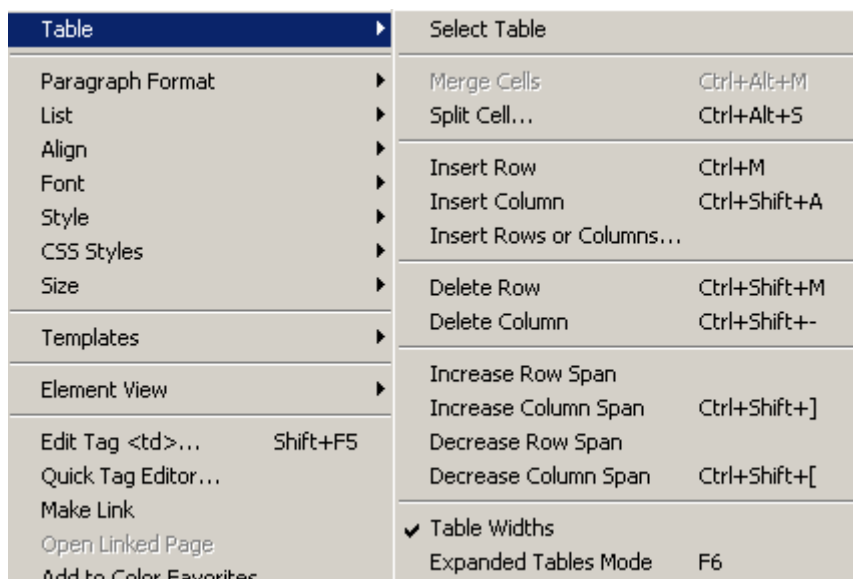 Table
Paragraph Format
List
Align
Font
Style
CSS Styles
Size
Templates
Element View
Edit Tag <td>... Shift+F5
Quick Tag Editor...
Make Link
Open Linked Page
Add to Color Favorites
Select Table
Merge Cells Ctrl+Alt+M
Split Cell... Ctrl+Alt+S
Insert Row Ctrl+M
Insert Column Ctrl+Shift+A
Insert Rows or Columns...
Delete Row Ctrl+Shift+M
Delete Column Ctrl+Shift+-
Increase Row Span
Increase Column Span Ctrl+Shift+]
Decrease Row Span
Decrease Column Span Ctrl+Shift+[
Table Widths
Expanded Tables Mode F6